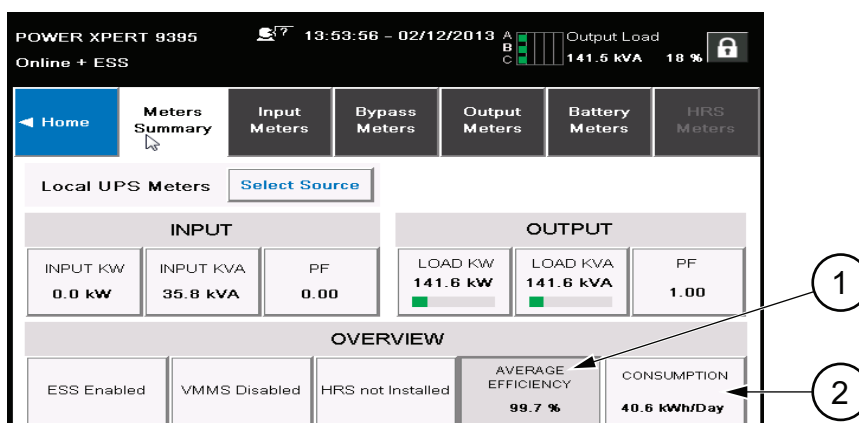 POWER XPERT 9395
Online + ESS
? 13:53:56 - 02/12/2013
A
B
C
Output Load
141.5 kVA 18 %
Home
Meters
Summary
Input
Meters
Bypass
Meters
Output
Meters
Battery
Meters
HRS
Meters
Local UPS Meters
Select Source
INPUT
OUTPUT
INPUT KW
0.0 kW
INPUT KVA
35.8 kVA
PF
0.00
LOAD KW
141.6 kW
LOAD KVA
141.6 kVA
PF
1.00
1
OVERVIEW
ESS Enabled
VMMS Disabled
HRS not Installed
AVERAGE
EFFICIENCY
99.7 %
CONSUMPTION
40.6 kWh/Day
2